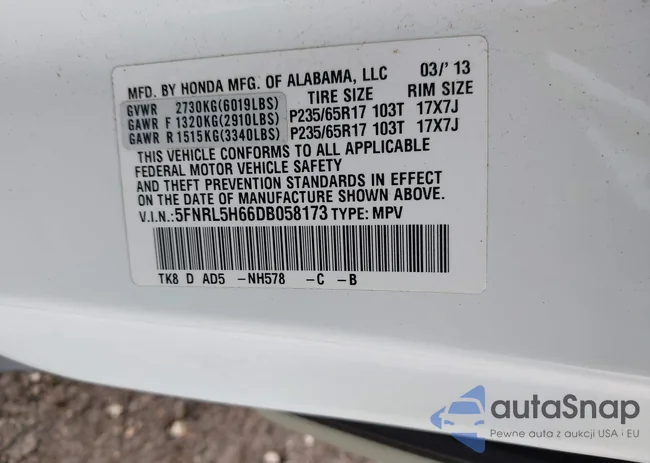 MFD. BY HONDA MFG. OF ALABAMA, LLC 03/'13
TIRE SIZE RIM SIZE
GVWR 2730KG(6019LBS)
GAWR F 1320KG(2910LBS) P235/65R17 103T 17X7J
GAWR R 1515KG(3340LBS) P235/65R17 103T 17X7J
THIS VEHICLE CONFORMS TO ALL APPLICABLE
FEDERAL MOTOR VEHICLE SAFETY
AND THEFT PREVENTION STANDARDS IN EFFECT
ON THE DATE OF MANUFACTURE SHOWN ABOVE.
V.I.N.:5FNRL5H66DB058173 TYPE: MPV
TK8 D AD5 -NH578 -C -B
autaSnap
Pewne auta z aukcji USA i EU